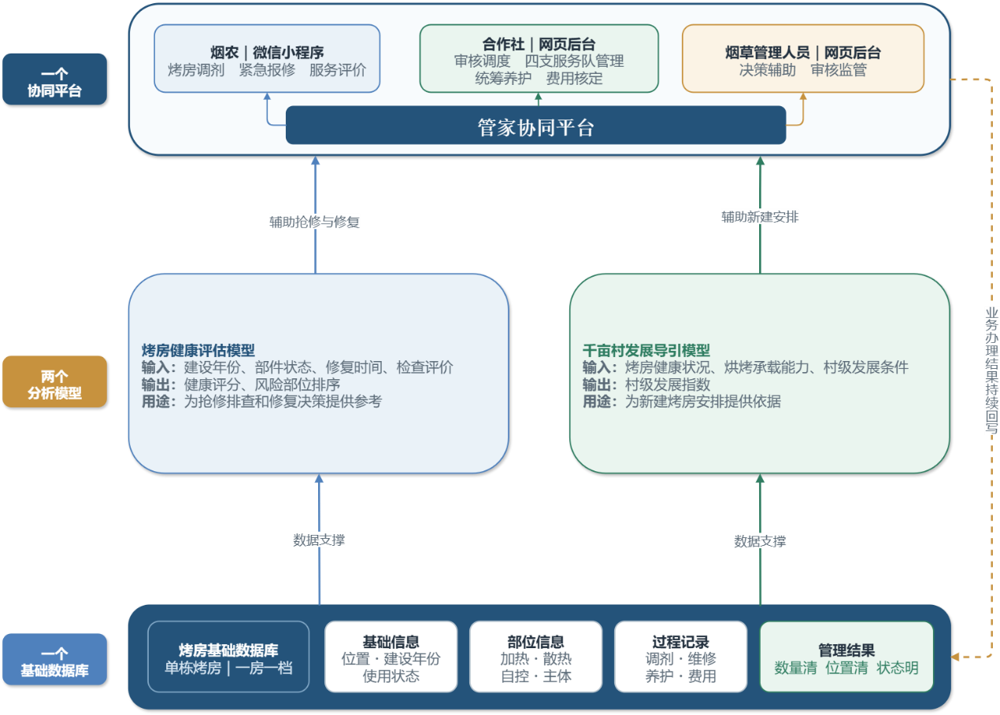 一个
协同平台
烟农｜微信小程序
烤房调剂 紧急报修 服务评价
合作社｜网页后台
审核调度 四支服务队管理
统筹养护 费用核定
烟草管理人员｜网页后台
决策辅助 审核监管
管家协同平台
辅助抢修与修复
辅助新建安排
业务办理结果持续回写
两个
分析模型
烤房健康评估模型
输入：建设年份、部件状态、修复时间、检查评价
输出：健康评分、风险部位排序
用途：为抢修排查和修复决策提供参考
千亩村发展导引模型
输入：烤房健康状况、烘烤承载能力、村级发展条件
输出：村级发展指数
用途：为新建烤房安排提供依据
数据支撑
数据支撑
一个
基础数据库
烤房基础数据库
单栋烤房｜一房一档
基础信息
位置·建设年份
使用状态
部位信息
加热·散热
自控·主体
过程记录
调剂·维修
养护·费用
管理结果
数量清 位置清 状态明